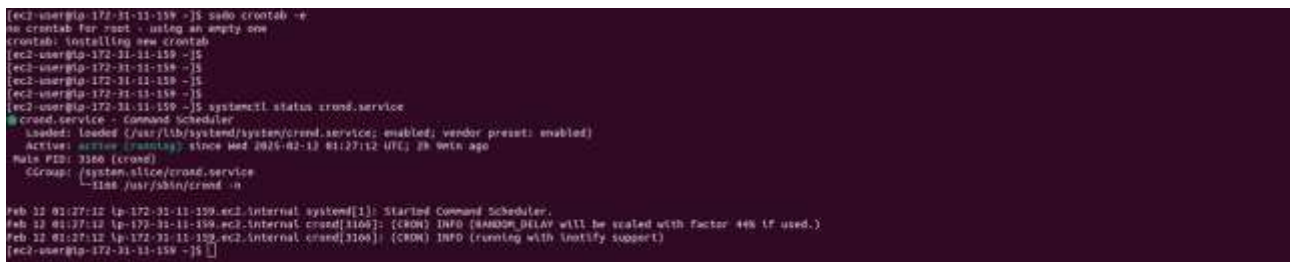 [ec2-user@ip-172-31-11-159 ~]$ sudo crontab -e
no crontab for root - using an empty one
crontab: installing new crontab
[ec2-user@ip-172-31-11-159 ~]$
[ec2-user@ip-172-31-11-159 ~]$
[ec2-user@ip-172-31-11-159 ~]$
[ec2-user@ip-172-31-11-159 ~]$
[ec2-user@ip-172-31-11-159 ~]$ systemctl status crond.service
● crond.service - Command Scheduler
Loaded: loaded (/usr/lib/systemd/system/crond.service; enabled; vendor preset: enabled)
Active: active (running) since Wed 2025-02-12 01:27:12 UTC; 2h 9min ago
Main PID: 3166 (crond)
CGroup: /system.slice/crond.service
└─3166 /usr/sbin/crond -n
Feb 12 01:27:12 ip-172-31-11-159.ec2.internal systemd[1]: Started Command Scheduler.
Feb 12 01:27:12 ip-172-31-11-159.ec2.internal crond[3166]: (CRON) INFO (RANDOM_DELAY will be scaled with factor 44% if used.)
Feb 12 01:27:12 ip-172-31-11-159.ec2.internal crond[3166]: (CRON) INFO (running with inotify support)
[ec2-user@ip-172-31-11-159 ~]$